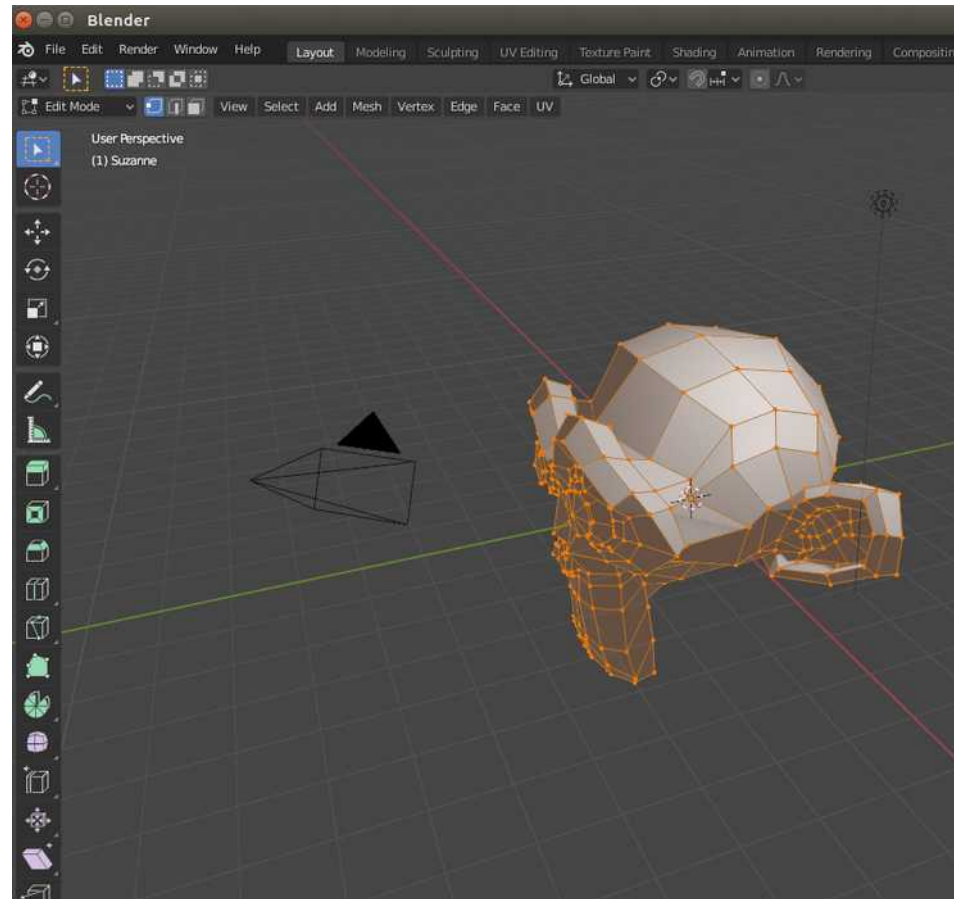 Blender
File Edit Render Window Help Layout Modeling Sculpting UV Editing Texture Paint Shading Animation Rendering Compositin
Global
Edit Mode View Select Add Mesh Vertex Edge Face UV
User Perspective
(1) Suzanne